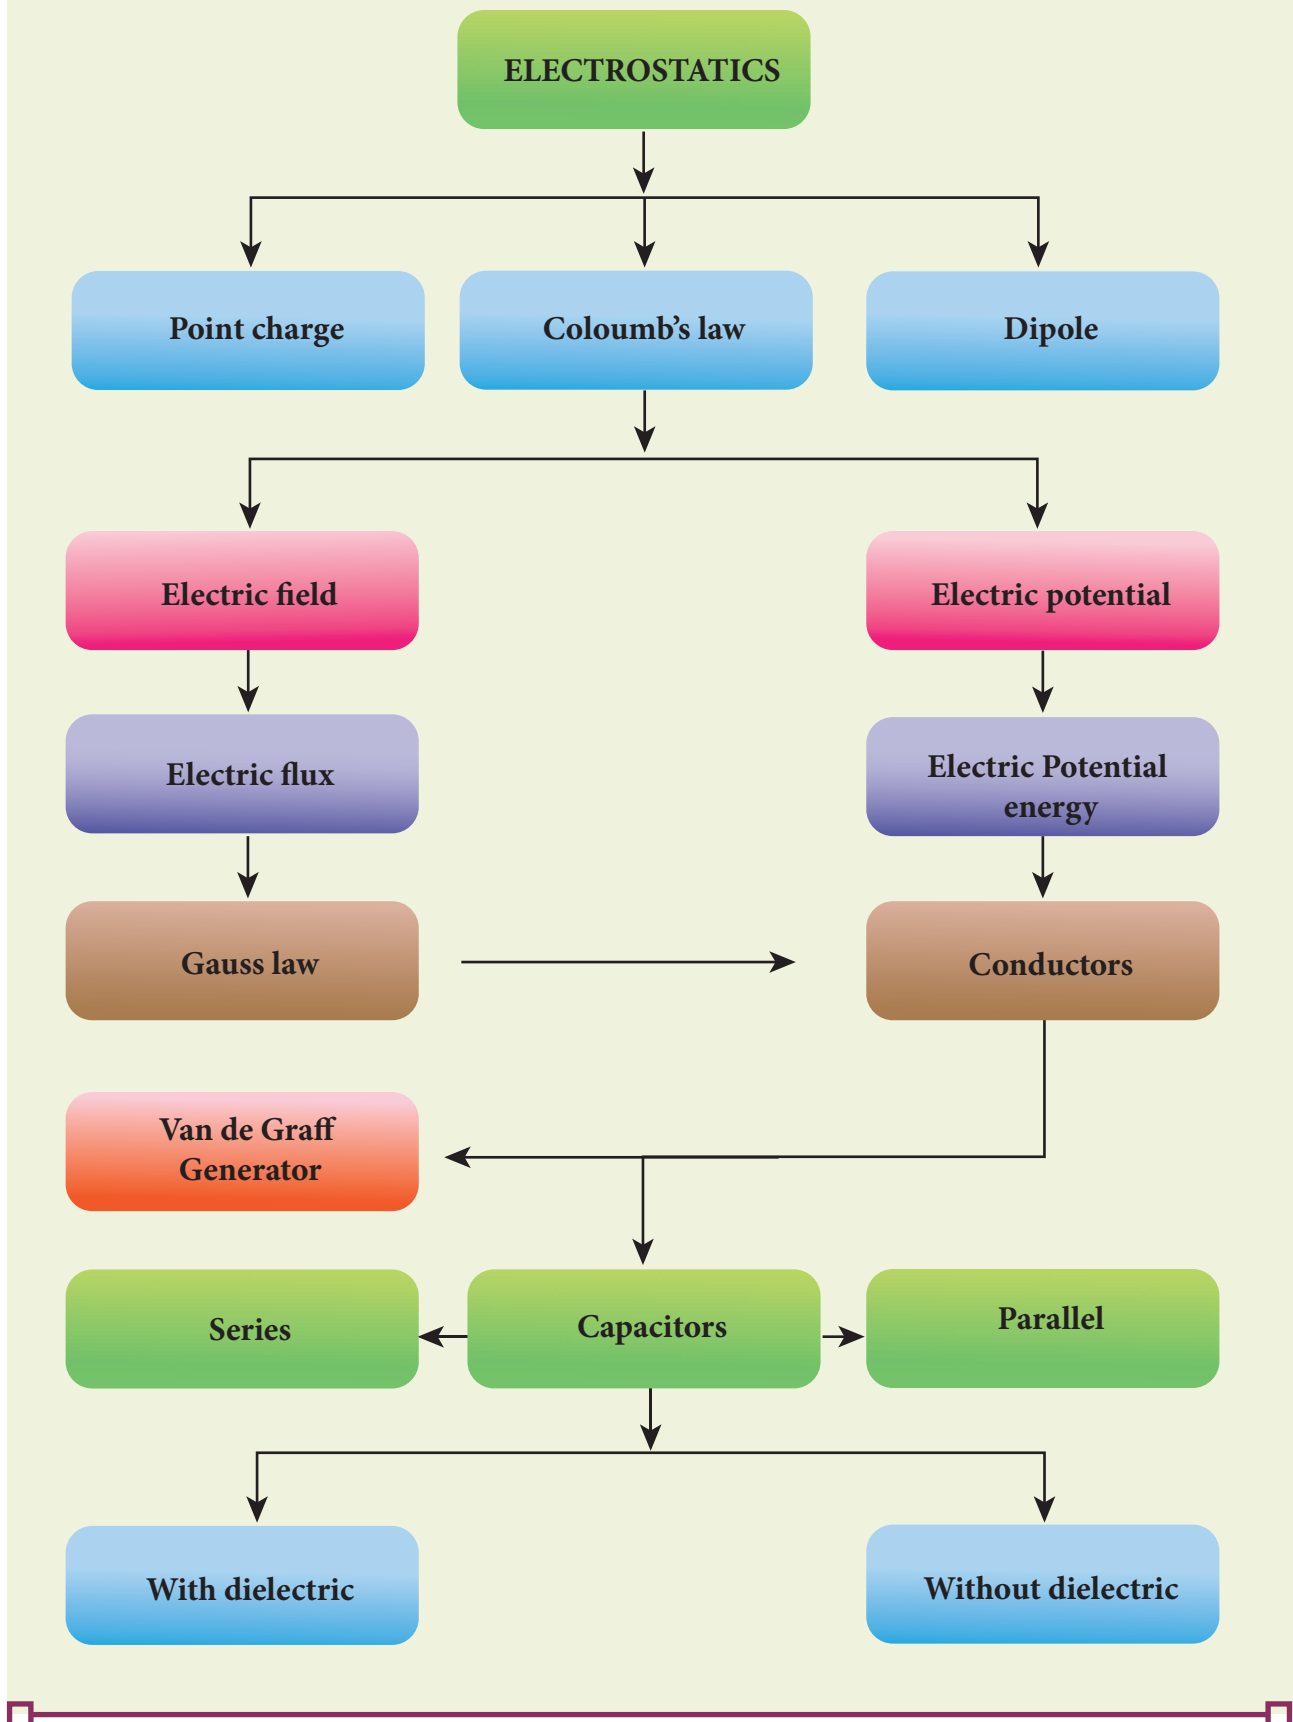 ELECTROSTATICS
Point charge
Coloumb's law
Dipole
Electric field
Electric potential
Electric flux
Electric Potential
energy
Gauss law
Conductors
Van de Graff
Generator
Series
Capacitors
Parallel
With dielectric
Without dielectric